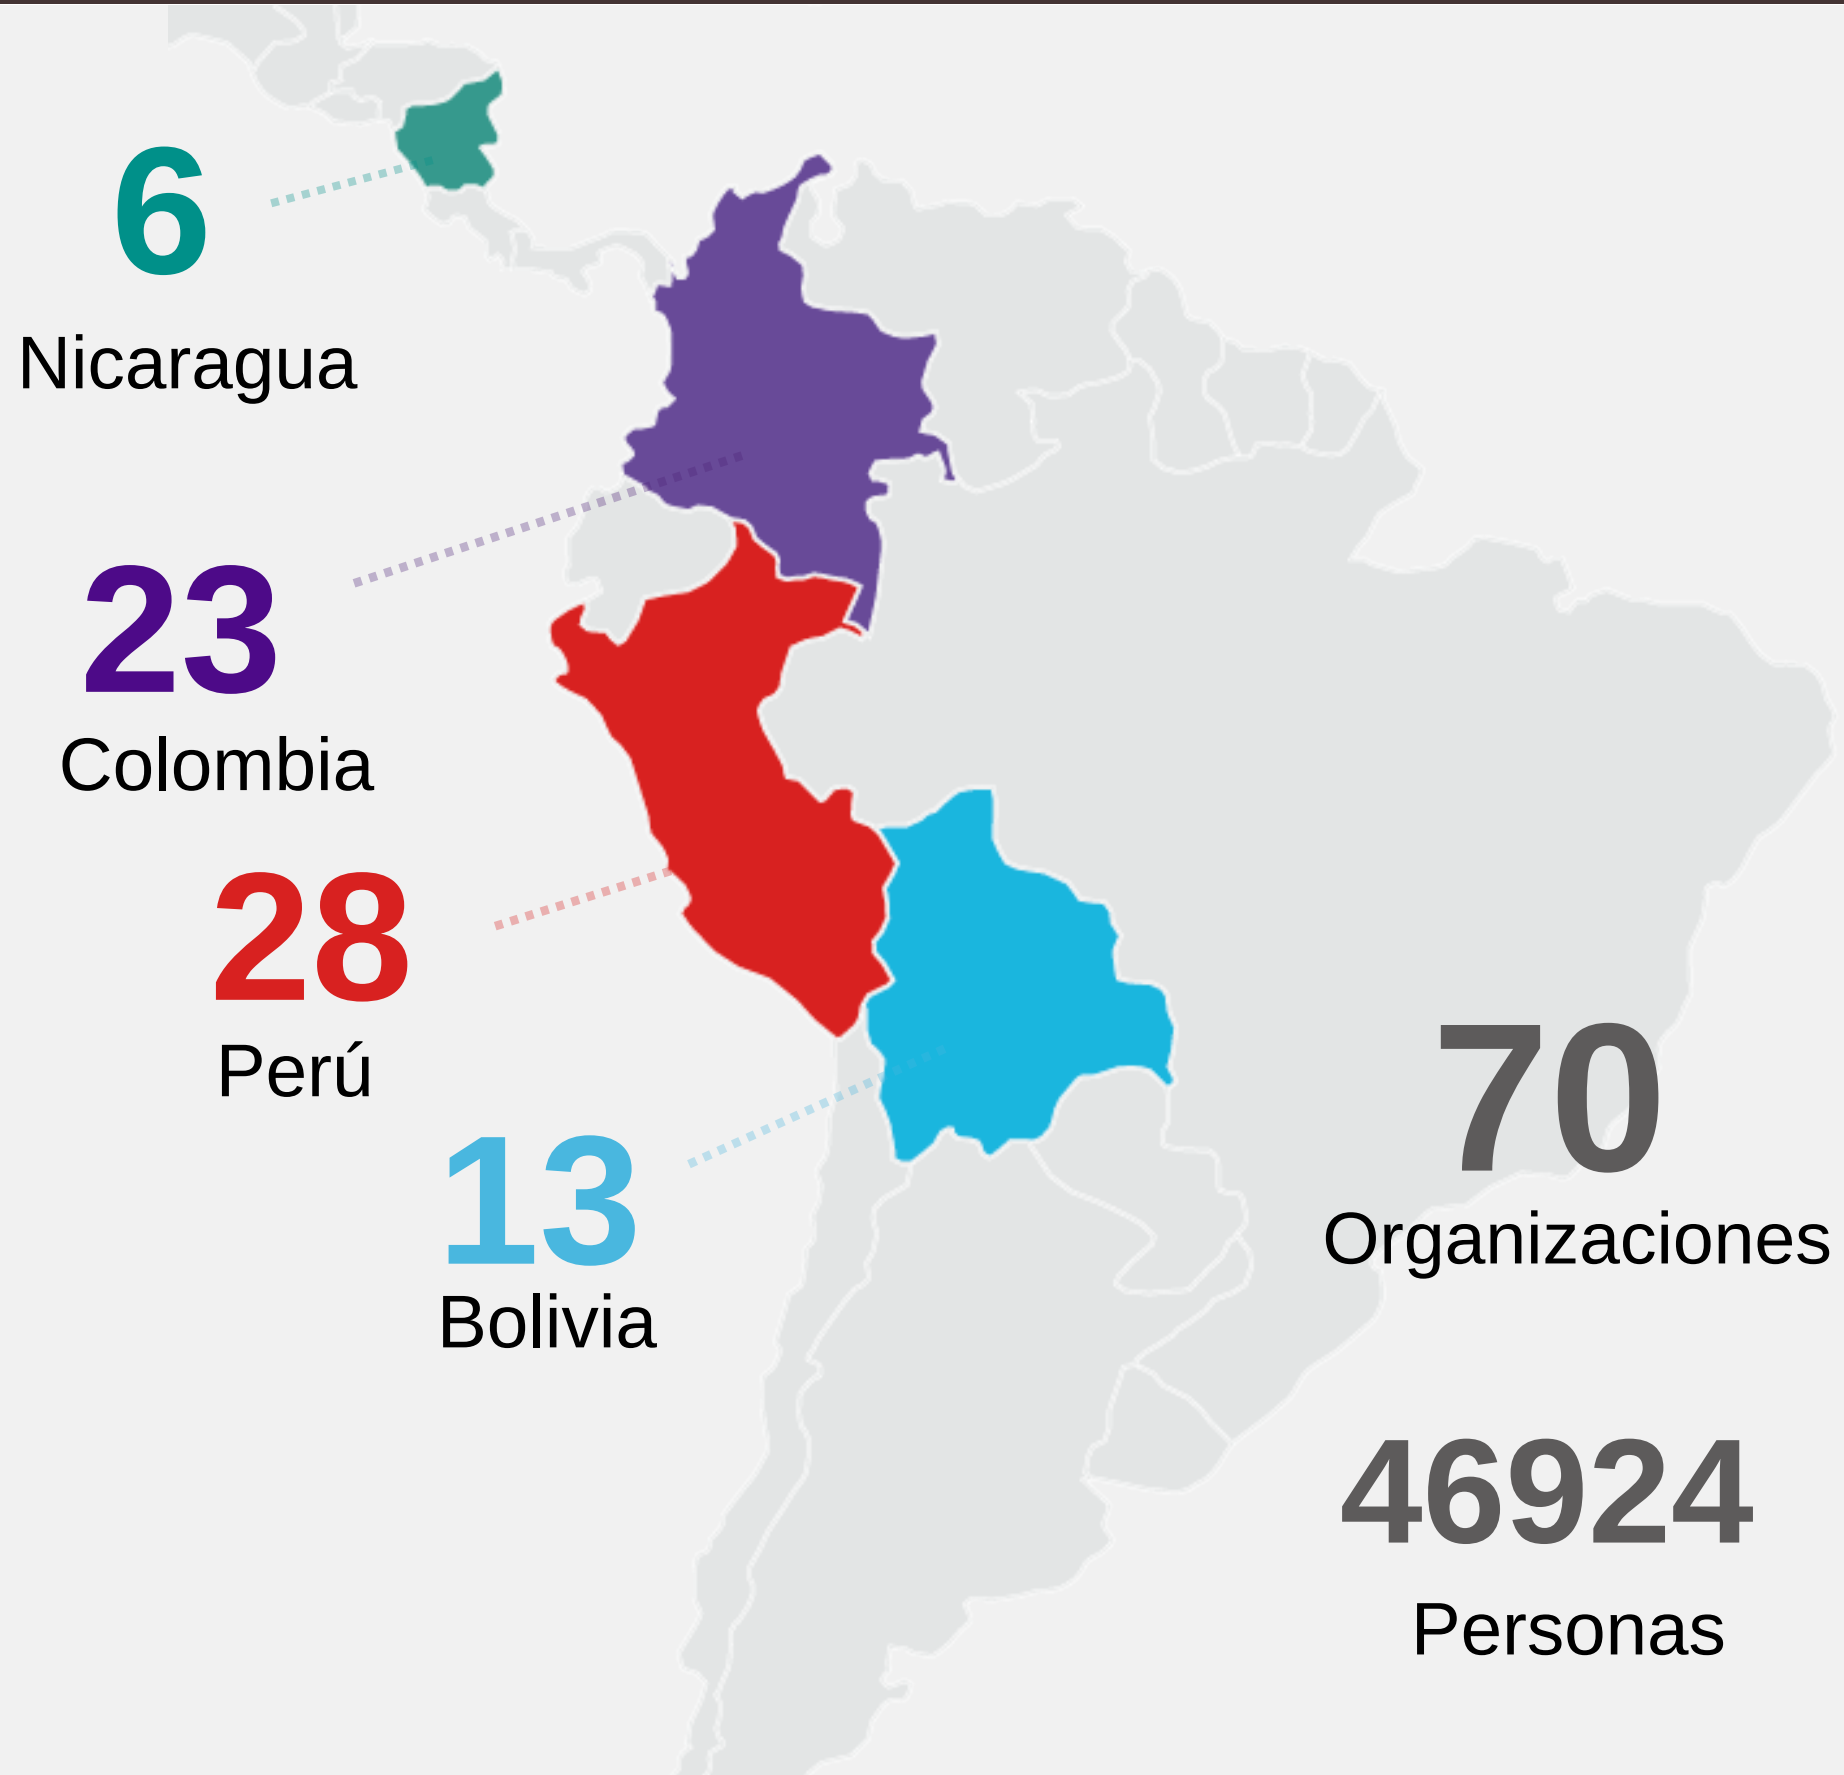 6
Nicaragua
23
Colombia
28
Perú
13
Bolivia
70
Organizaciones
46924
Personas